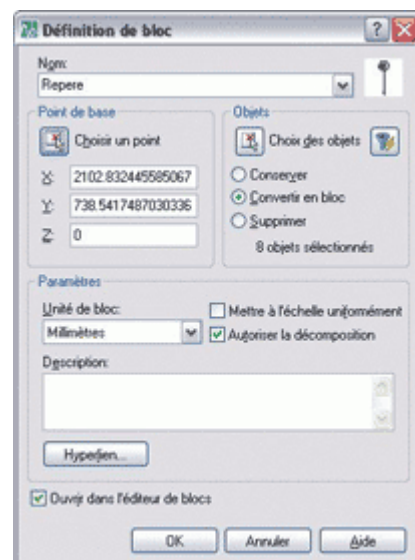 Définition de bloc
Nom:
Repere
Point de base
Choisir un point
X: 2102.832445585067
Y: 738.5417487030336
Z: 0
Objets
Choix des objets
Conserver
Convertir en bloc
Supprimer
8 objets sélectionnés
Paramètres
Unité de bloc:
Millimètres
Mettre à l'échelle uniformément
Autoriser la décomposition
Description:
Hyperlien...
Ouvrir dans l'éditeur de blocs
OK
Annuler
Aide